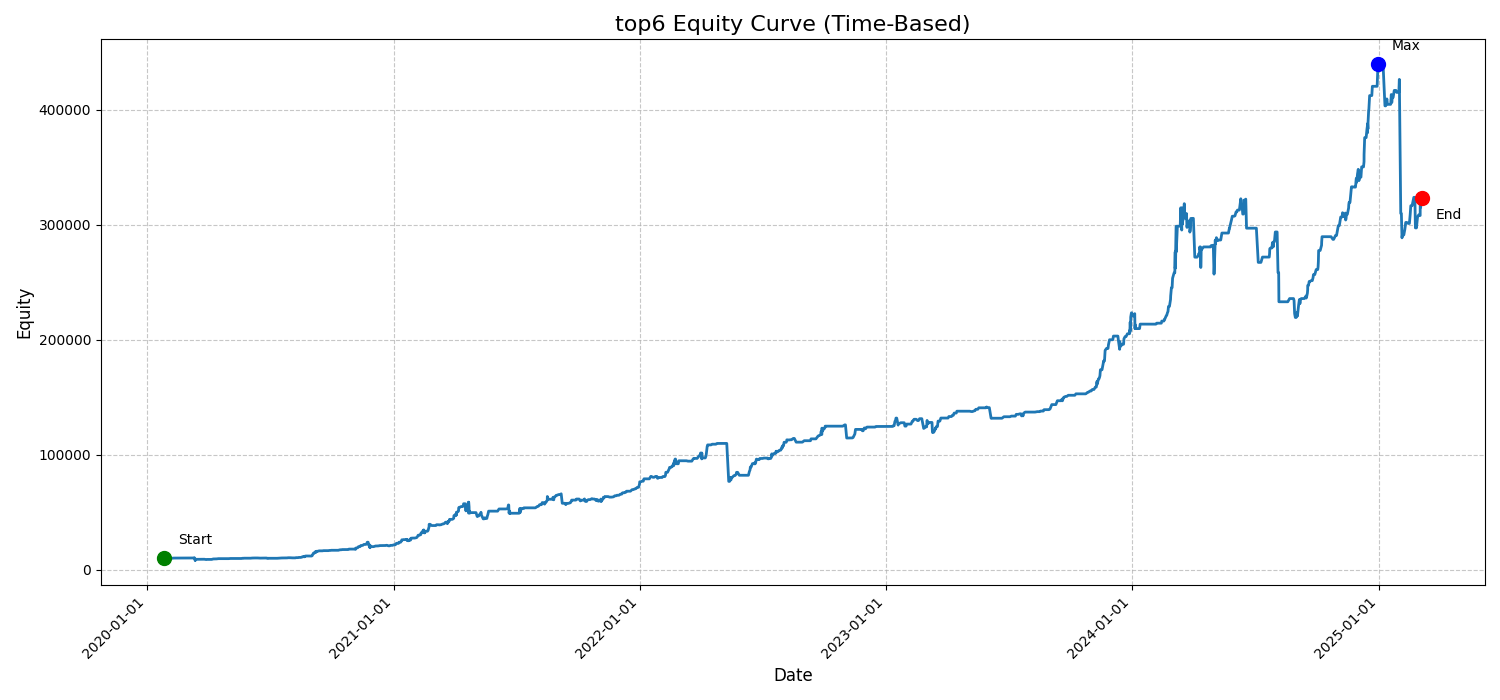 top6 Equity Curve (Time-Based)
Max
400000
300000
End
200000
100000
Start
0
Equity
2020-01-01
2021-01-01
2022-01-01
2023-01-01
2024-01-01
2025-01-01
Date